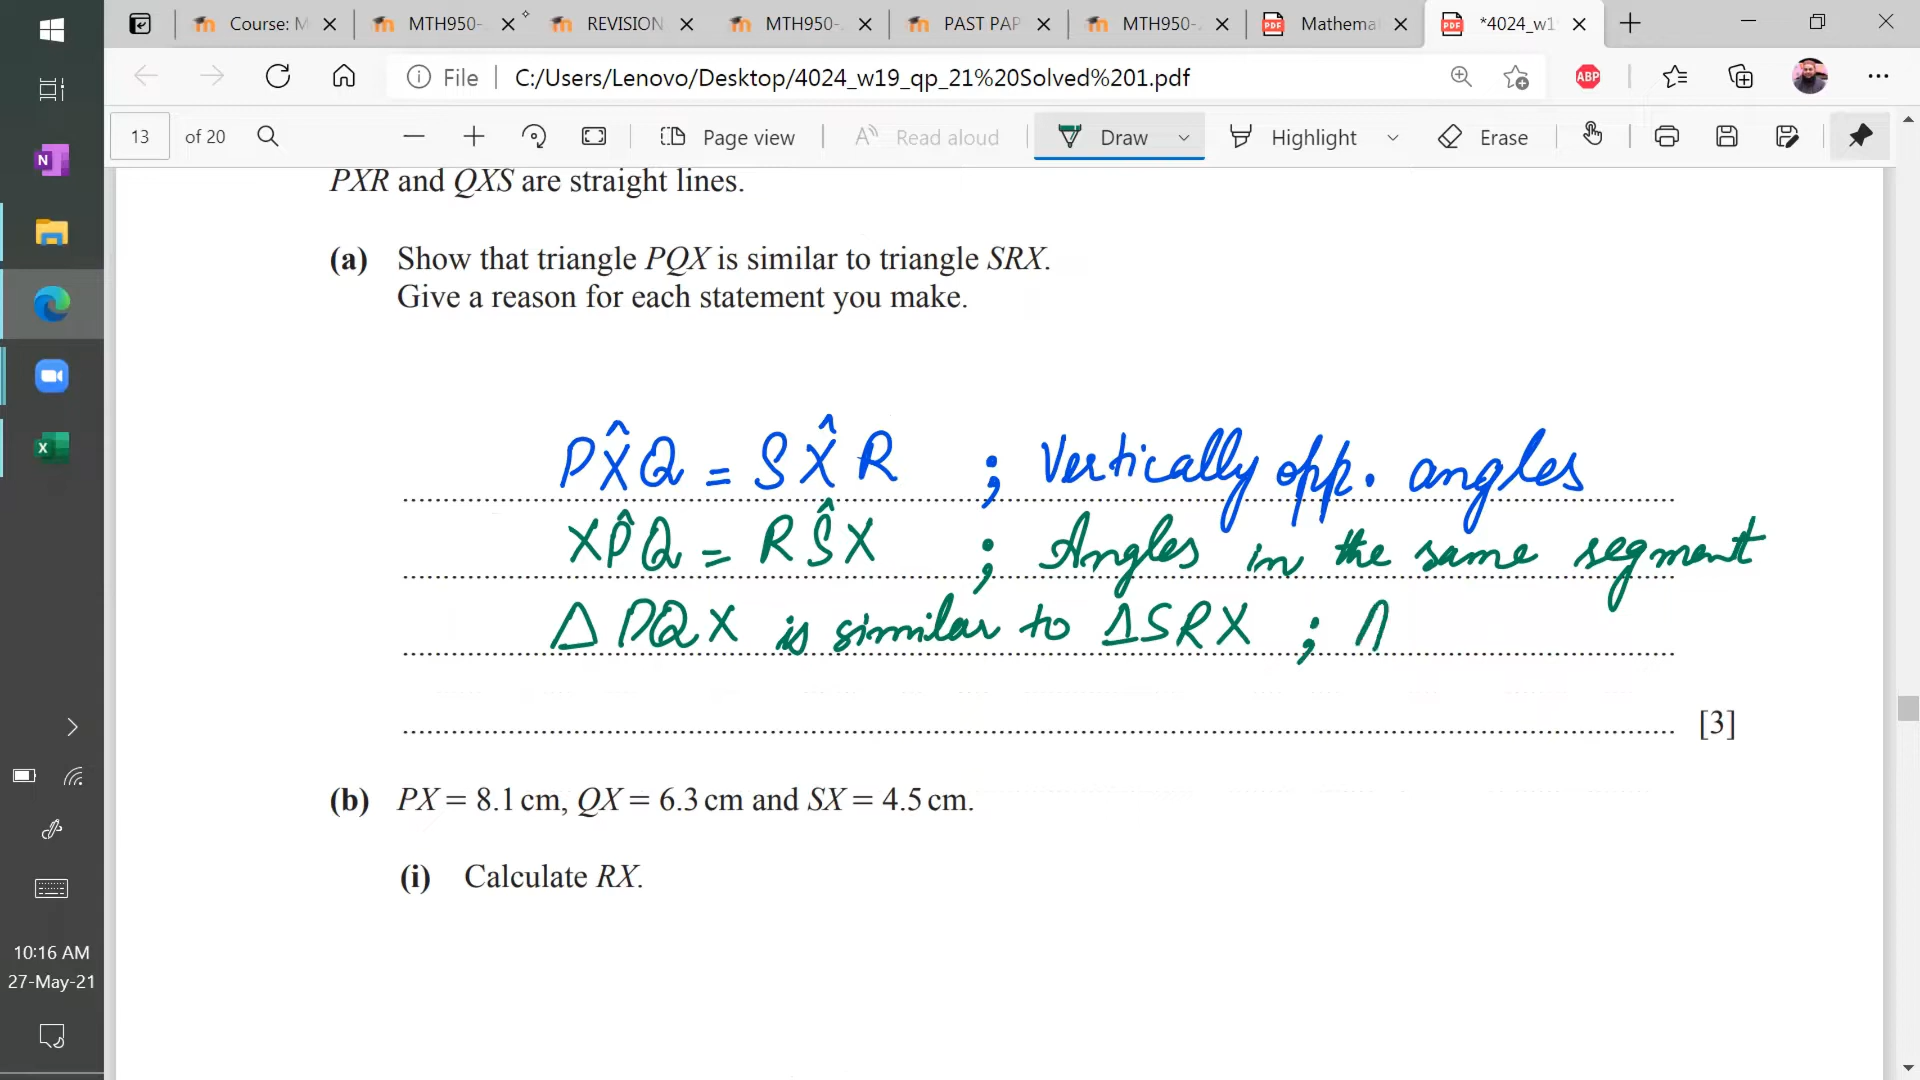 Course: M
MTH950-
REVISION
MTH950-
PAST PAP
MTH950-
Mathema
*4024_w1
File
C:/Users/Lenovo/Desktop/4024_w19_qp_21%20Solved%201.pdf
ABP
13 of 20
Page view
Read aloud
Draw
Highlight
Erase
PXR and QXS are straight lines.
(a) Show that triangle PQX is similar to triangle SRX.
Give a reason for each statement you make.
PX̂Q = SX̂R ; Vertically opp. angles
XP̂Q = RŜX ; Angles in the same segment
Δ PQX is similar to ΔSRX ;
[3]
(b) PX = 8.1 cm, QX = 6.3 cm and SX = 4.5 cm.
(i) Calculate RX.
10:16 AM
27-May-21